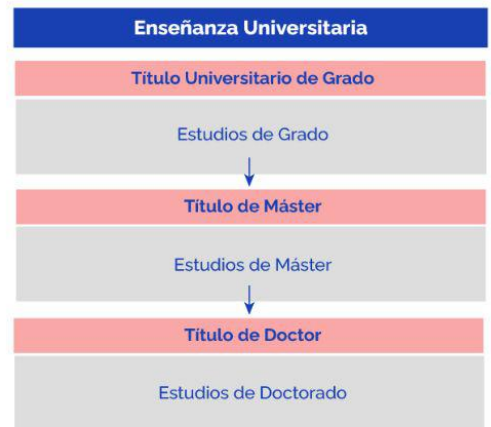 Enseñanza Universitaria
Título Universitario de Grado
Estudios de Grado
Título de Máster
Estudios de Máster
Título de Doctor
Estudios de Doctorado